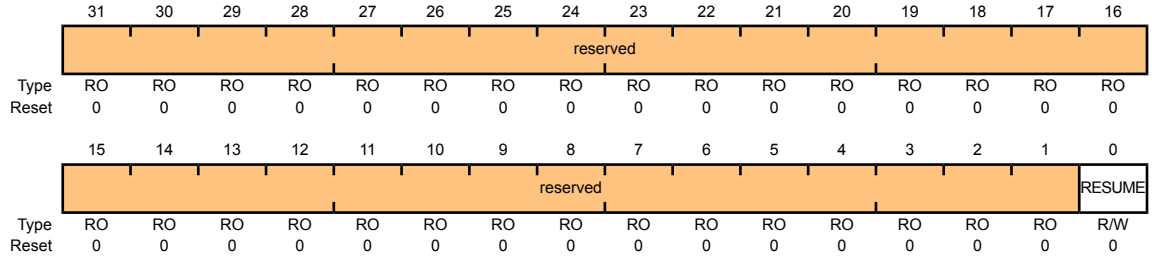 31 30 29 28 27 26 25 24 23 22 21 20 19 18 17 16
reserved
Type RO RO RO RO RO RO RO RO RO RO RO RO RO RO RO RO
Reset 0 0 0 0 0 0 0 0 0 0 0 0 0 0 0 0
15 14 13 12 11 10 9 8 7 6 5 4 3 2 1 0
reserved RESUME
Type RO RO RO RO RO RO RO RO RO RO RO RO RO RO RO R/W
Reset 0 0 0 0 0 0 0 0 0 0 0 0 0 0 0 0